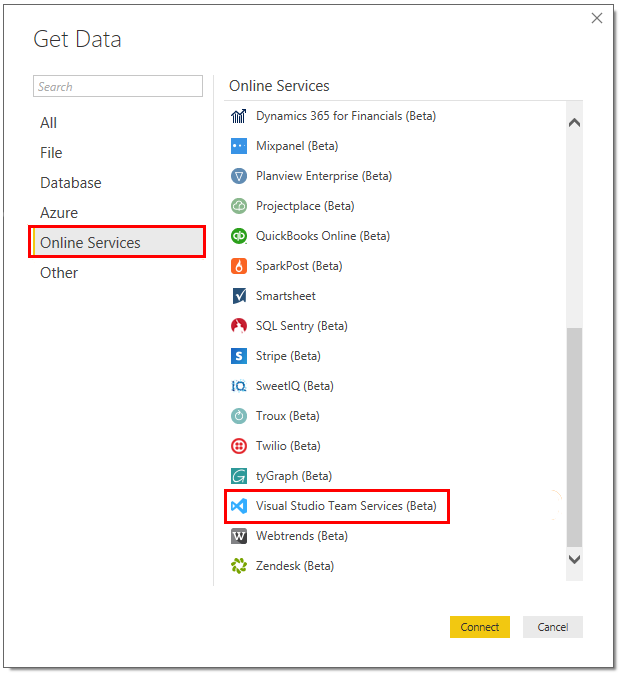 Get Data
Search
All
File
Database
Azure
Online Services
Other
Online Services
Dynamics 365 for Financials (Beta)
Mixpanel (Beta)
Planview Enterprise (Beta)
Projectplace (Beta)
QuickBooks Online (Beta)
SparkPost (Beta)
Smartsheet
SQL Sentry (Beta)
Stripe (Beta)
SweetIQ (Beta)
Troux (Beta)
Twilio (Beta)
tyGraph (Beta)
Visual Studio Team Services (Beta)
Webtrends (Beta)
Zendesk (Beta)
Connect
Cancel